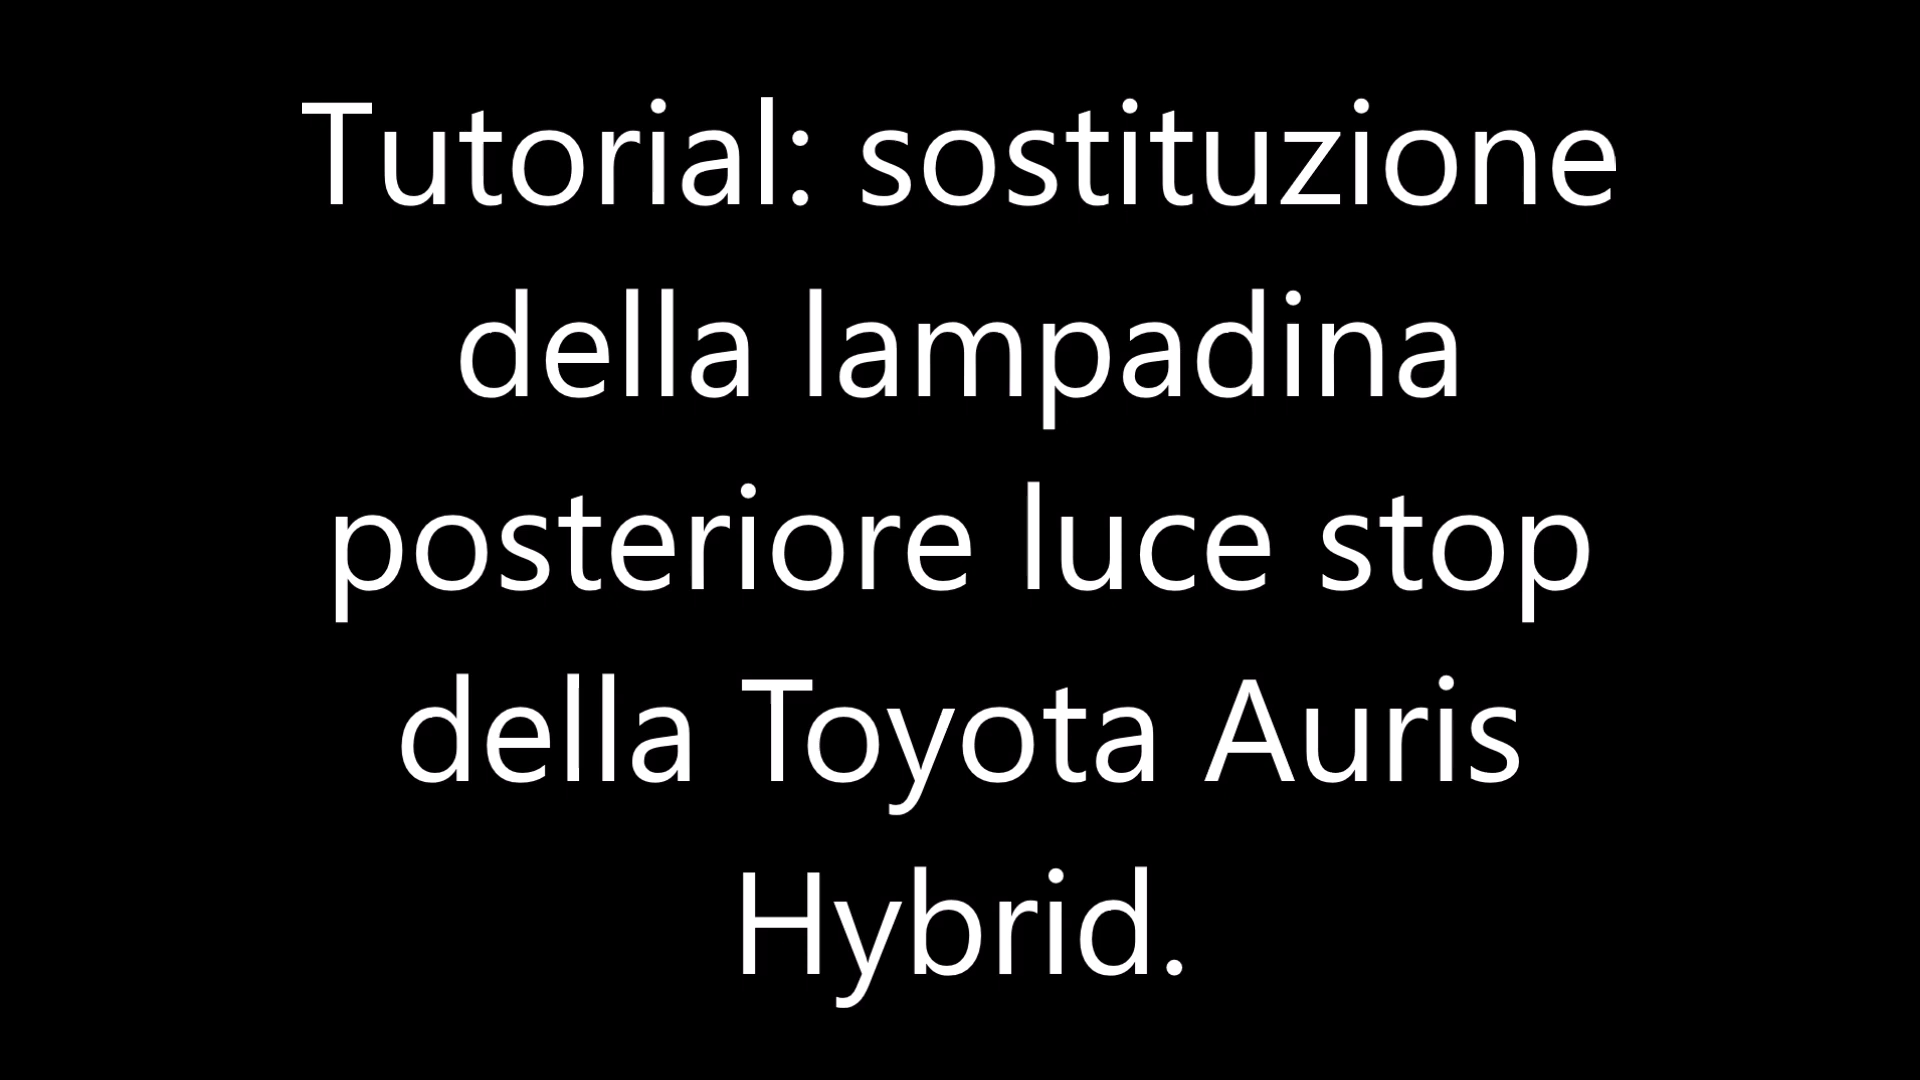 Tutorial: sostituzione
della lampadina
posteriore luce stop
della Toyota Auris
Hybrid.